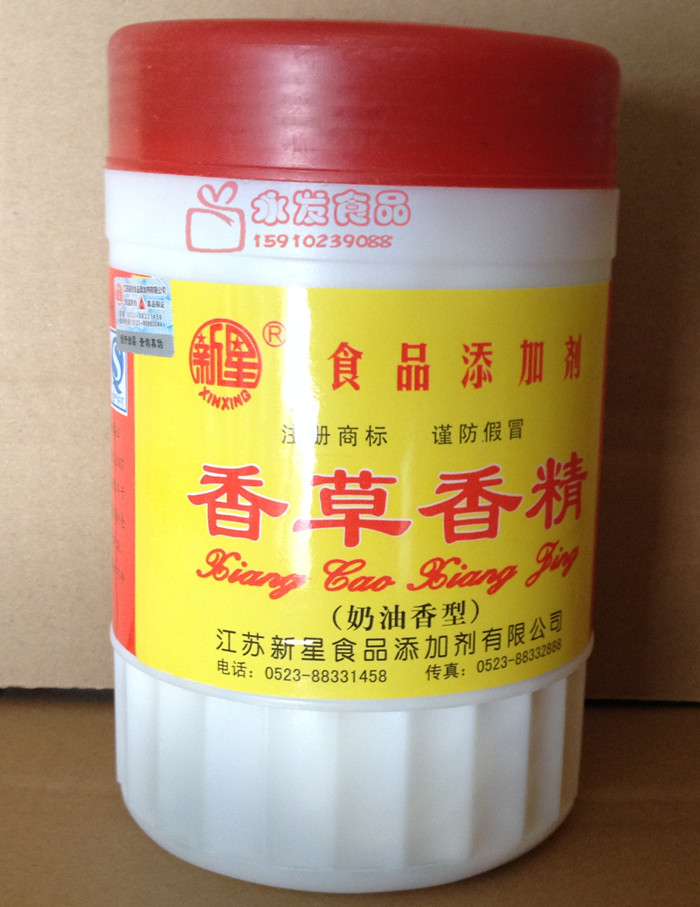 永发食品
15910239088
新星
®
XINXING
食品添加剂
注册商标 谨防假冒
香草香精
Xiang Cao Xiang Jing
(奶油香型)
江苏新星食品添加剂有限公司
电话: 0523-88331458 传真: 0523-88332888